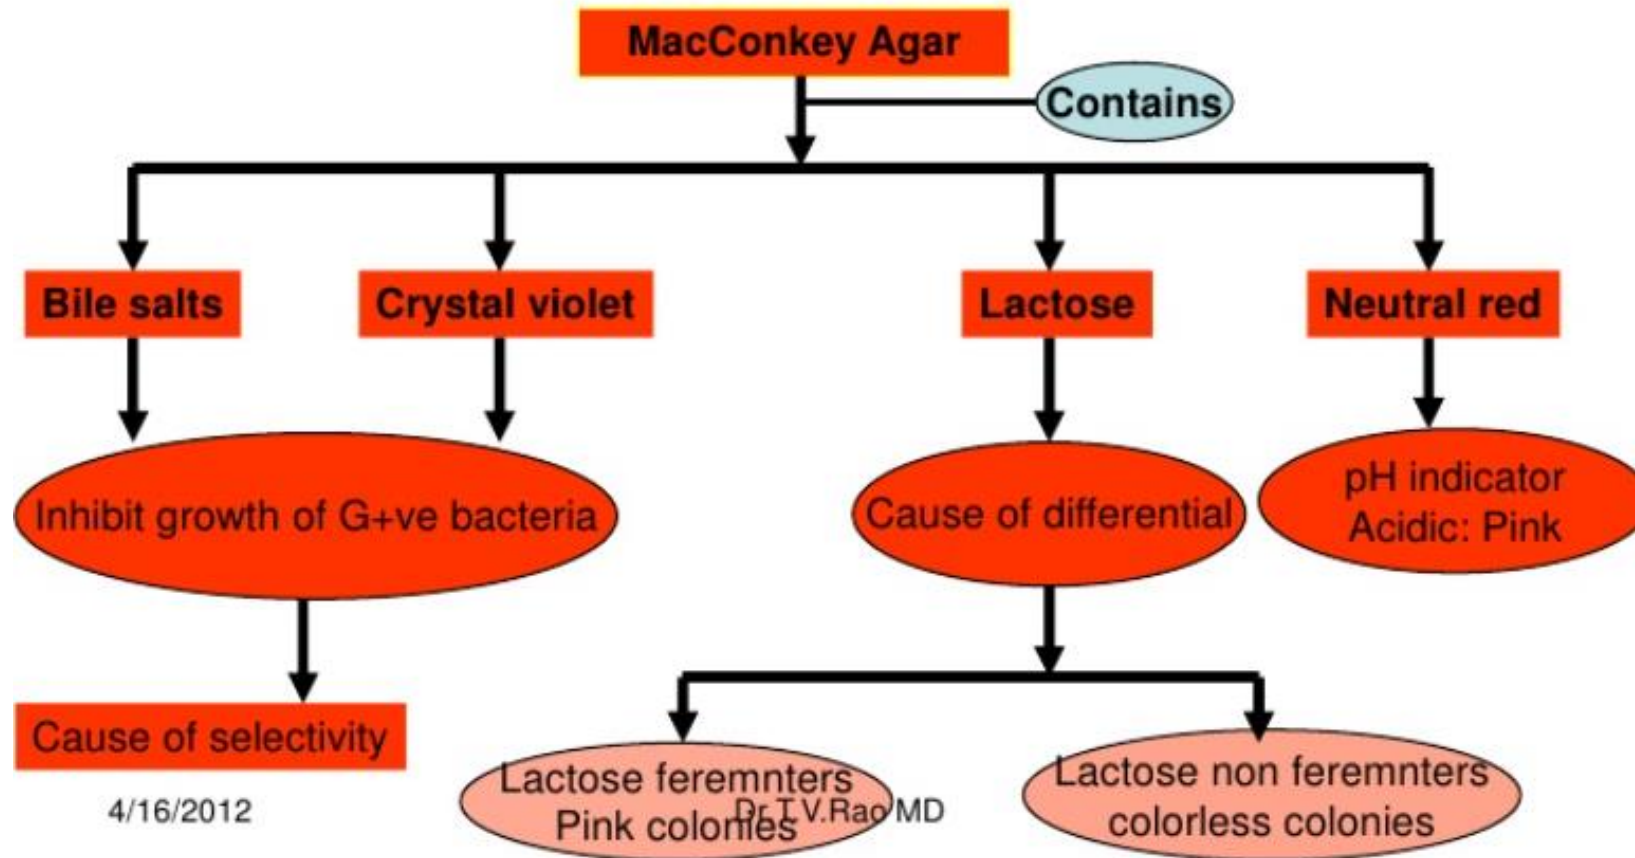 MacConkey Agar
Contains
Bile salts
Crystal violet
Lactose
Neutral red
Inhibit growth of G+ve bacteria
Cause of differential
pH indicator
Acidic: Pink
Cause of selectivity
Lactose feremnters
Pink colonies
Lactose non feremnters
colorless colonies
4/16/2012
Dr.T.V.Rao MD